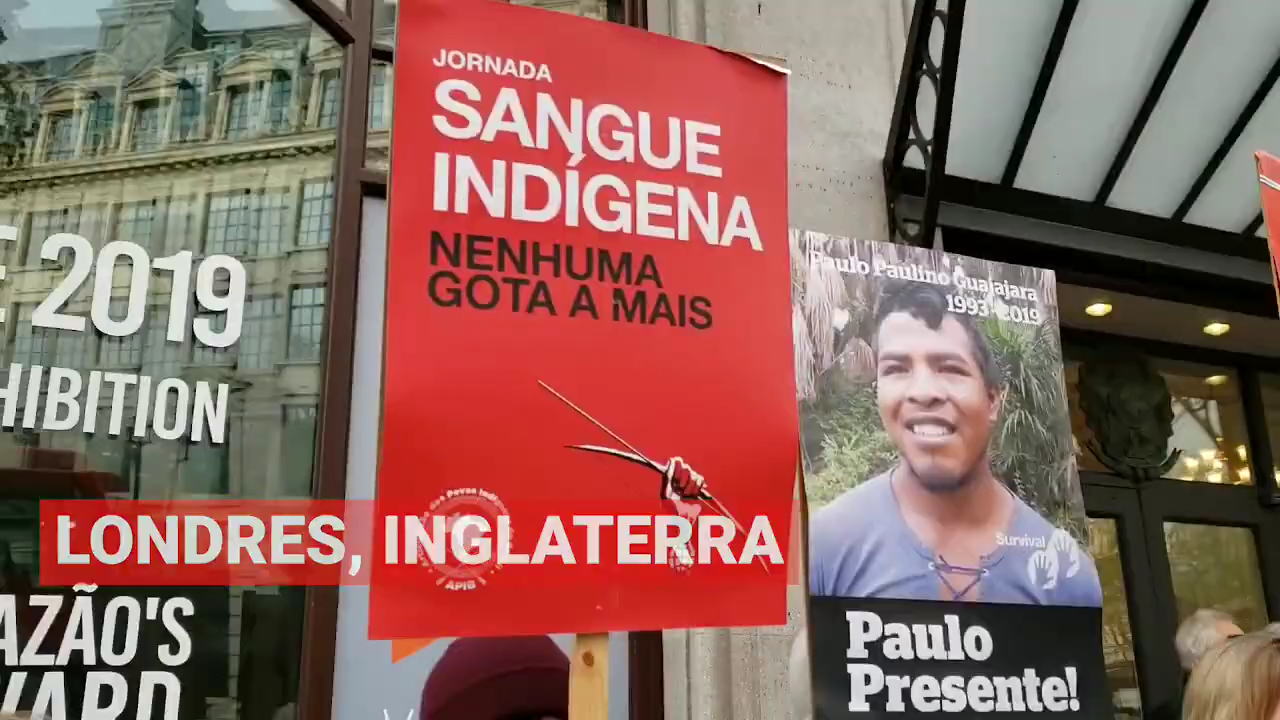 JORNADA
SANGUE
INDÍGENA
NENHUMA
GOTA A MAIS
APIB
LONDRES, INGLATERRA
Paulo Paulino Guajajara
1993-2019
Survival
Paulo
Presente!
E 2019
HIBITION
AZÃO'S
WARD